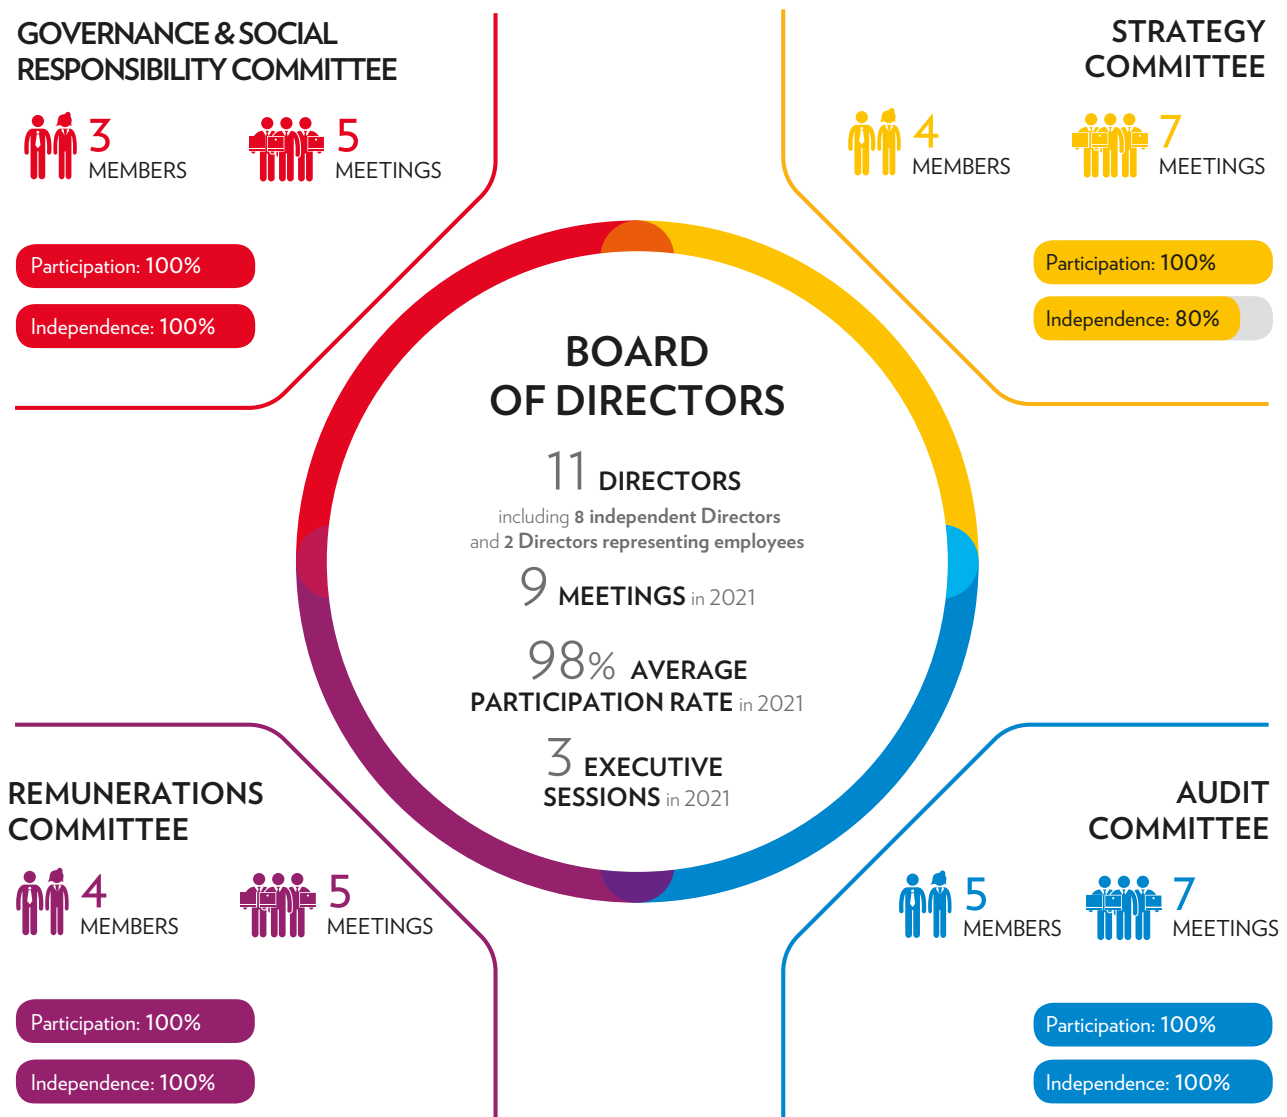 GOVERNANCE & SOCIAL
RESPONSIBILITY COMMITTEE
3
MEMBERS
5
MEETINGS
Participation: 100%
Independence: 100%
STRATEGY
COMMITTEE
4
MEMBERS
7
MEETINGS
Participation: 100%
Independence: 80%
BOARD
OF DIRECTORS
11 DIRECTORS
including 8 independent Directors
and 2 Directors representing employees
9 MEETINGS in 2021
98% AVERAGE
PARTICIPATION RATE in 2021
3 EXECUTIVE
SESSIONS in 2021
REMUNERATIONS
COMMITTEE
4
MEMBERS
5
MEETINGS
Participation: 100%
Independence: 100%
AUDIT
COMMITTEE
5
MEMBERS
7
MEETINGS
Participation: 100%
Independence: 100%